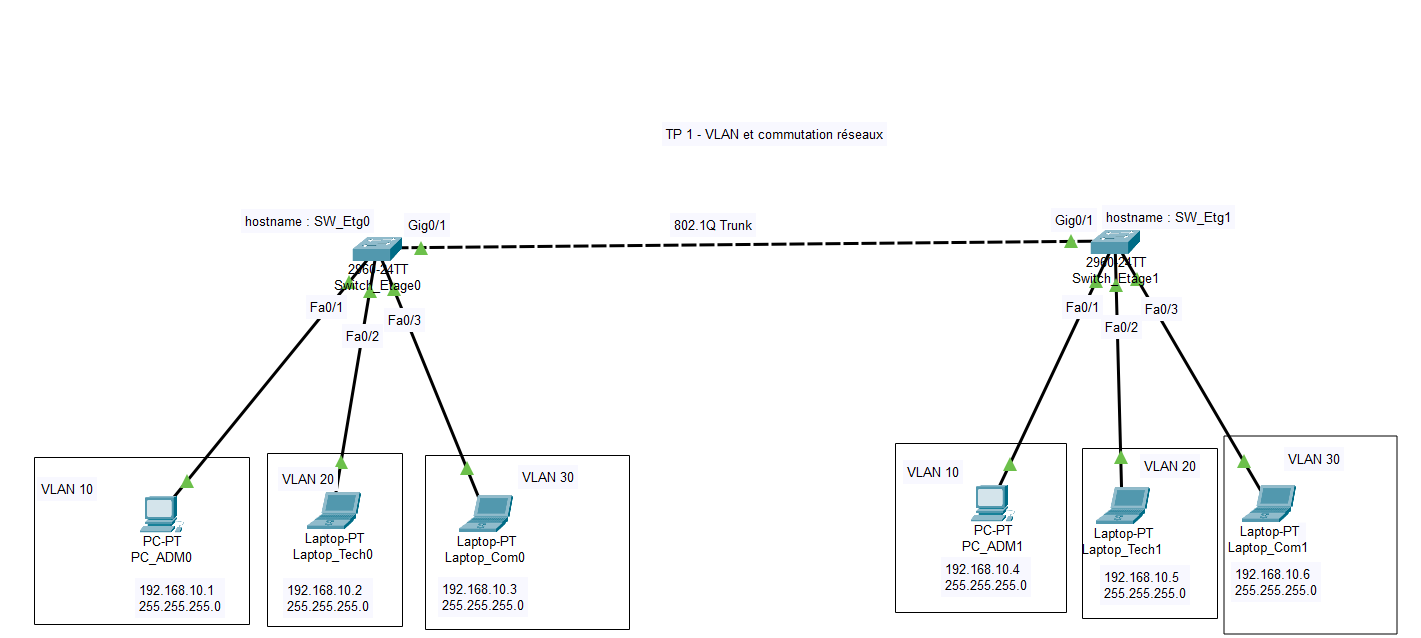 TP 1 - VLAN et commutation réseaux
hostname : SW_Etg0
Gig0/1
802.1Q Trunk
Gig0/1
hostname : SW_Etg1
2960-24TT
Switch_Etage0
2960-24TT
Switch_Etage1
Fa0/1
Fa0/2
Fa0/3
Fa0/1
Fa0/2
Fa0/3
VLAN 10
PC-PT
PC_ADM0
192.168.10.1
255.255.255.0
VLAN 20
Laptop-PT
Laptop_Tech0
192.168.10.2
255.255.255.0
VLAN 30
Laptop-PT
Laptop_Com0
192.168.10.3
255.255.255.0
VLAN 10
PC-PT
PC_ADM1
192.168.10.4
255.255.255.0
VLAN 20
Laptop-PT
Laptop_Tech1
192.168.10.5
255.255.255.0
VLAN 30
Laptop-PT
Laptop_Com1
192.168.10.6
255.255.255.0